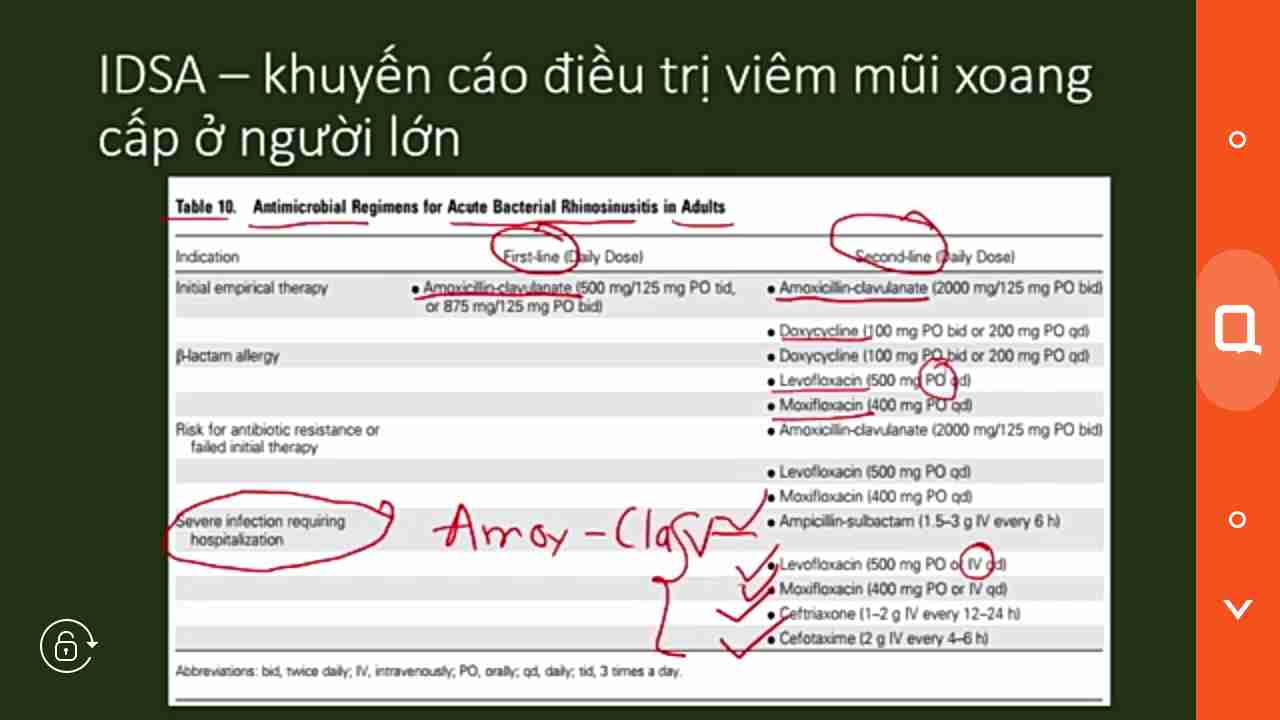 IDSA – khuyến cáo điều trị viêm mũi xoang
cấp ở người lớn
Table 10. Antimicrobial Regimens for Acute Bacterial Rhinosinusitis in Adults
Indication First-line (Daily Dose) Second-line (Daily Dose)
Initial empirical therapy • Amoxicillin-clavulanate (500 mg/125 mg PO tid, • Amoxicillin-clavulanate (2000 mg/125 mg PO bid)
or 875 mg/125 mg PO bid)
• Doxycycline (100 mg PO bid or 200 mg PO qd)
β-lactam allergy • Doxycycline (100 mg PO bid or 200 mg PO qd)
• Levofloxacin (500 mg PO qd)
• Moxifloxacin (400 mg PO qd)
Risk for antibiotic resistance or • Amoxicillin-clavulanate (2000 mg/125 mg PO bid)
failed initial therapy
• Levofloxacin (500 mg PO qd)
• Moxifloxacin (400 mg PO qd)
Severe infection requiring Amox - Clav • Ampicillin-sulbactam (1.5–3 g IV every 6 h)
hospitalization
• Levofloxacin (500 mg PO or IV qd)
• Moxifloxacin (400 mg PO or IV qd)
• Ceftriaxone (1–2 g IV every 12–24 h)
• Cefotaxime (2 g IV every 4–6 h)
Abbreviations: bid, twice daily; IV, intravenously; PO, orally; qd, daily; tid, 3 times a day.